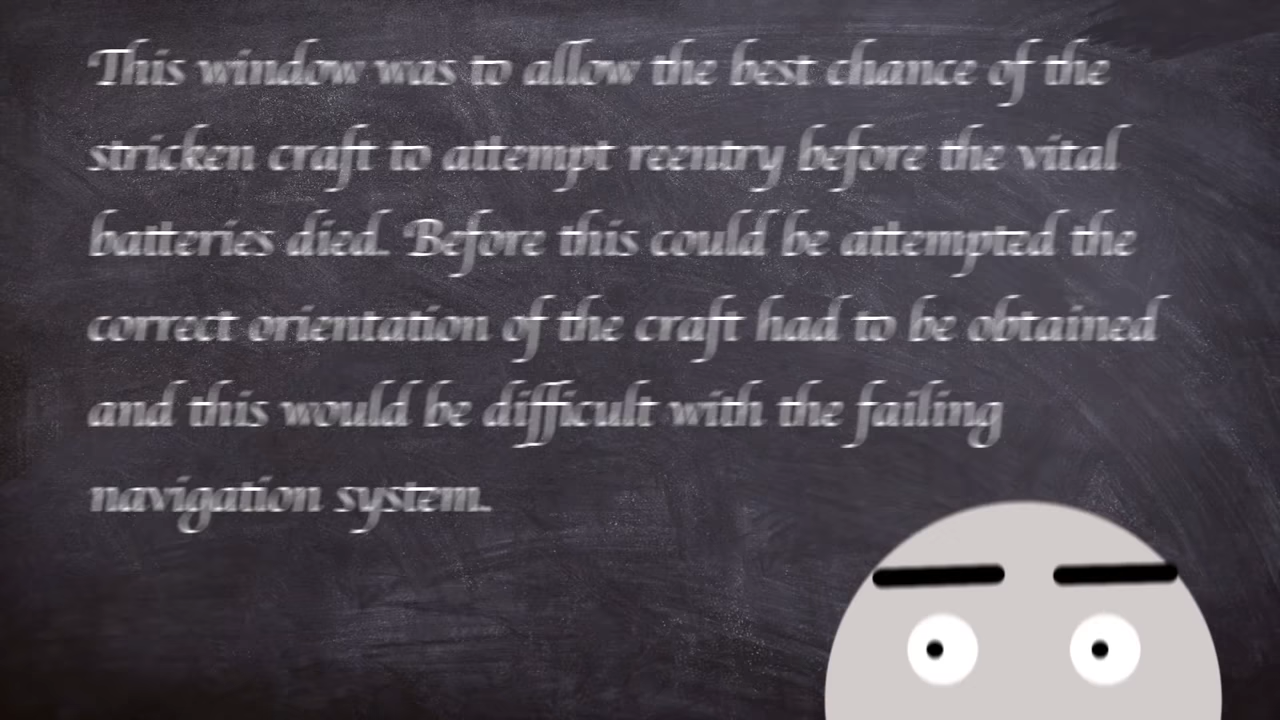 This window was to allow the best chance of the
stricken craft to attempt reentry before the vital
batteries died. Before this could be attempted the
correct orientation of the craft had to be obtained
and this would be difficult with the failing
navigation system.